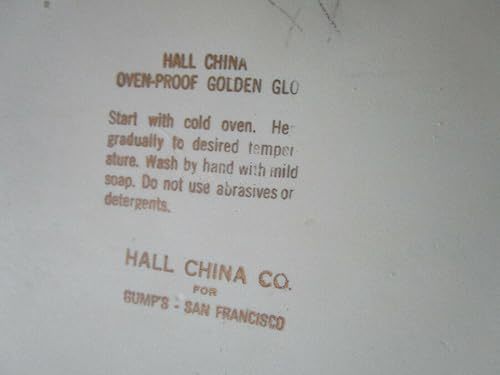 HALL CHINA
OVEN-PROOF GOLDEN GLO
Start with cold oven. He
gradually to desired temper
ature. Wash by hand with mild
soap. Do not use abrasives or
detergents.
HALL CHINA CO.
FOR
GUMP'S - SAN FRANCISCO